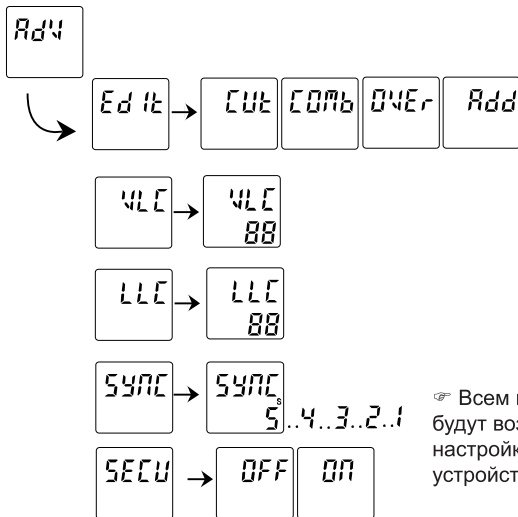 AdV
EdIt → CUt COMb OVEr Add
VLC → VLC
88
LLC → LLC
88
SYNC → SYNC
s
5..4..3..2..1
☞ Всем
будут воз
настройк
устройст
SECU → OFF ON